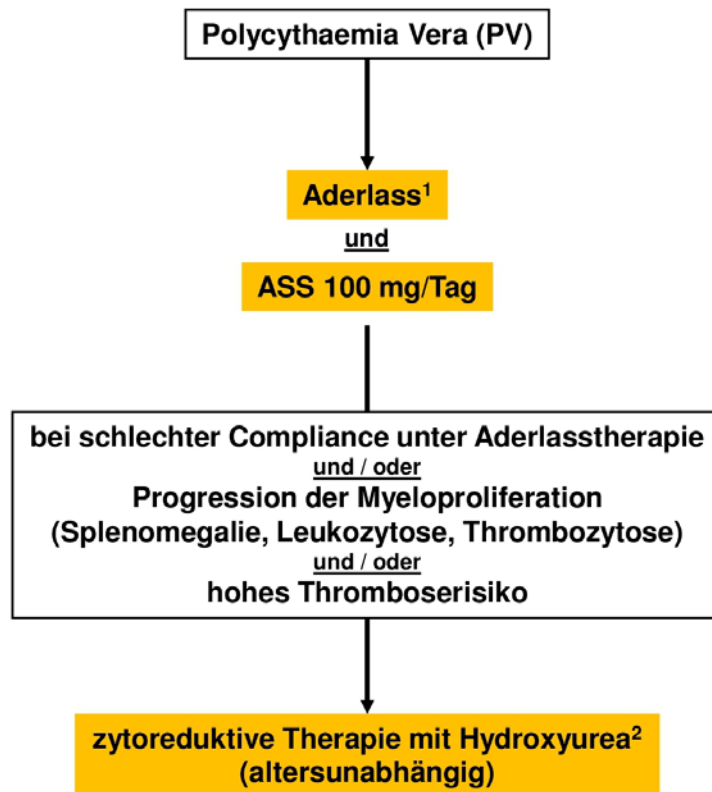 Polycythaemia Vera (PV)
Aderlass¹
und
ASS 100 mg/Tag
bei schlechter Compliance unter Aderlasstherapie
und / oder
Progression der Myeloproliferation
(Splenomegalie, Leukozytose, Thrombozytose)
und / oder
hohes Thromboserisiko
zytoreduktive Therapie mit Hydroxyurea²
(altersunabhängig)